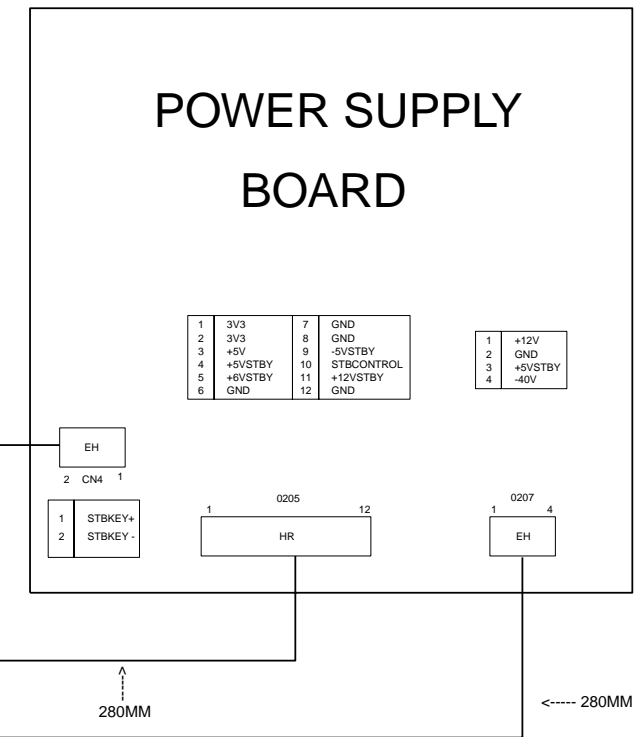 POWER SUPPLY
BOARD
1 3V3 7 GND
2 3V3 8 GND
3 +5V 9 -5VSTBY
4 +5VSTBY 10 STBCONTROL
5 +6VSTBY 11 +12VSTBY
6 GND 12 GND
1 +12V
2 GND
3 +5VSTBY
4 -40V
EH
2 CN4 1
1 STBKEY+
2 STBKEY -
0205
1 12
HR
0207
1 4
EH
280MM
<----- 280MM